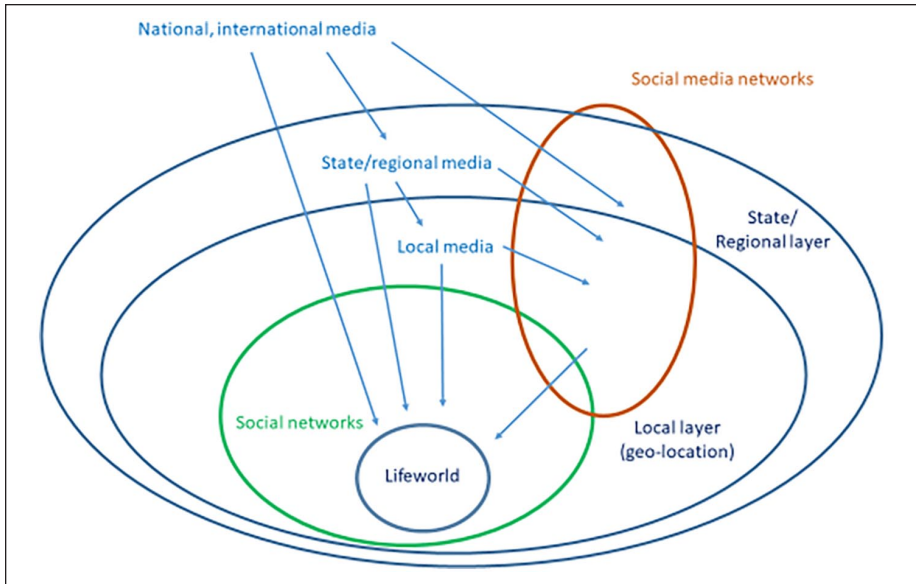 National, international media
Social media networks
State/regional media
State/
Regional layer
Local media
Social networks
Local layer
(geo-location)
Lifeworld